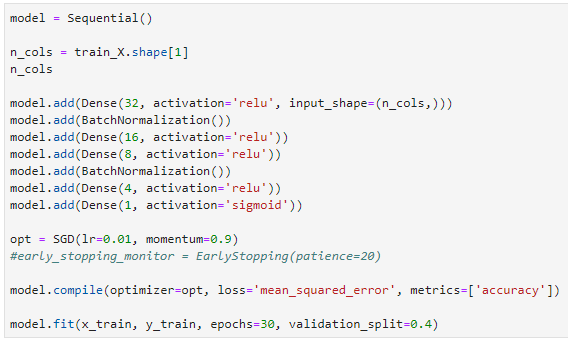 model = Sequential()
n_cols = train_X.shape[1]
n_cols
model.add(Dense(32, activation='relu', input_shape=(n_cols,)))
model.add(BatchNormalization())
model.add(Dense(16, activation='relu'))
model.add(Dense(8, activation='relu'))
model.add(BatchNormalization())
model.add(Dense(4, activation='relu'))
model.add(Dense(1, activation='sigmoid'))
opt = SGD(lr=0.01, momentum=0.9)
#early_stopping_monitor = EarlyStopping(patience=20)
model.compile(optimizer=opt, loss='mean_squared_error', metrics=['accuracy'])
model.fit(x_train, y_train, epochs=30, validation_split=0.4)